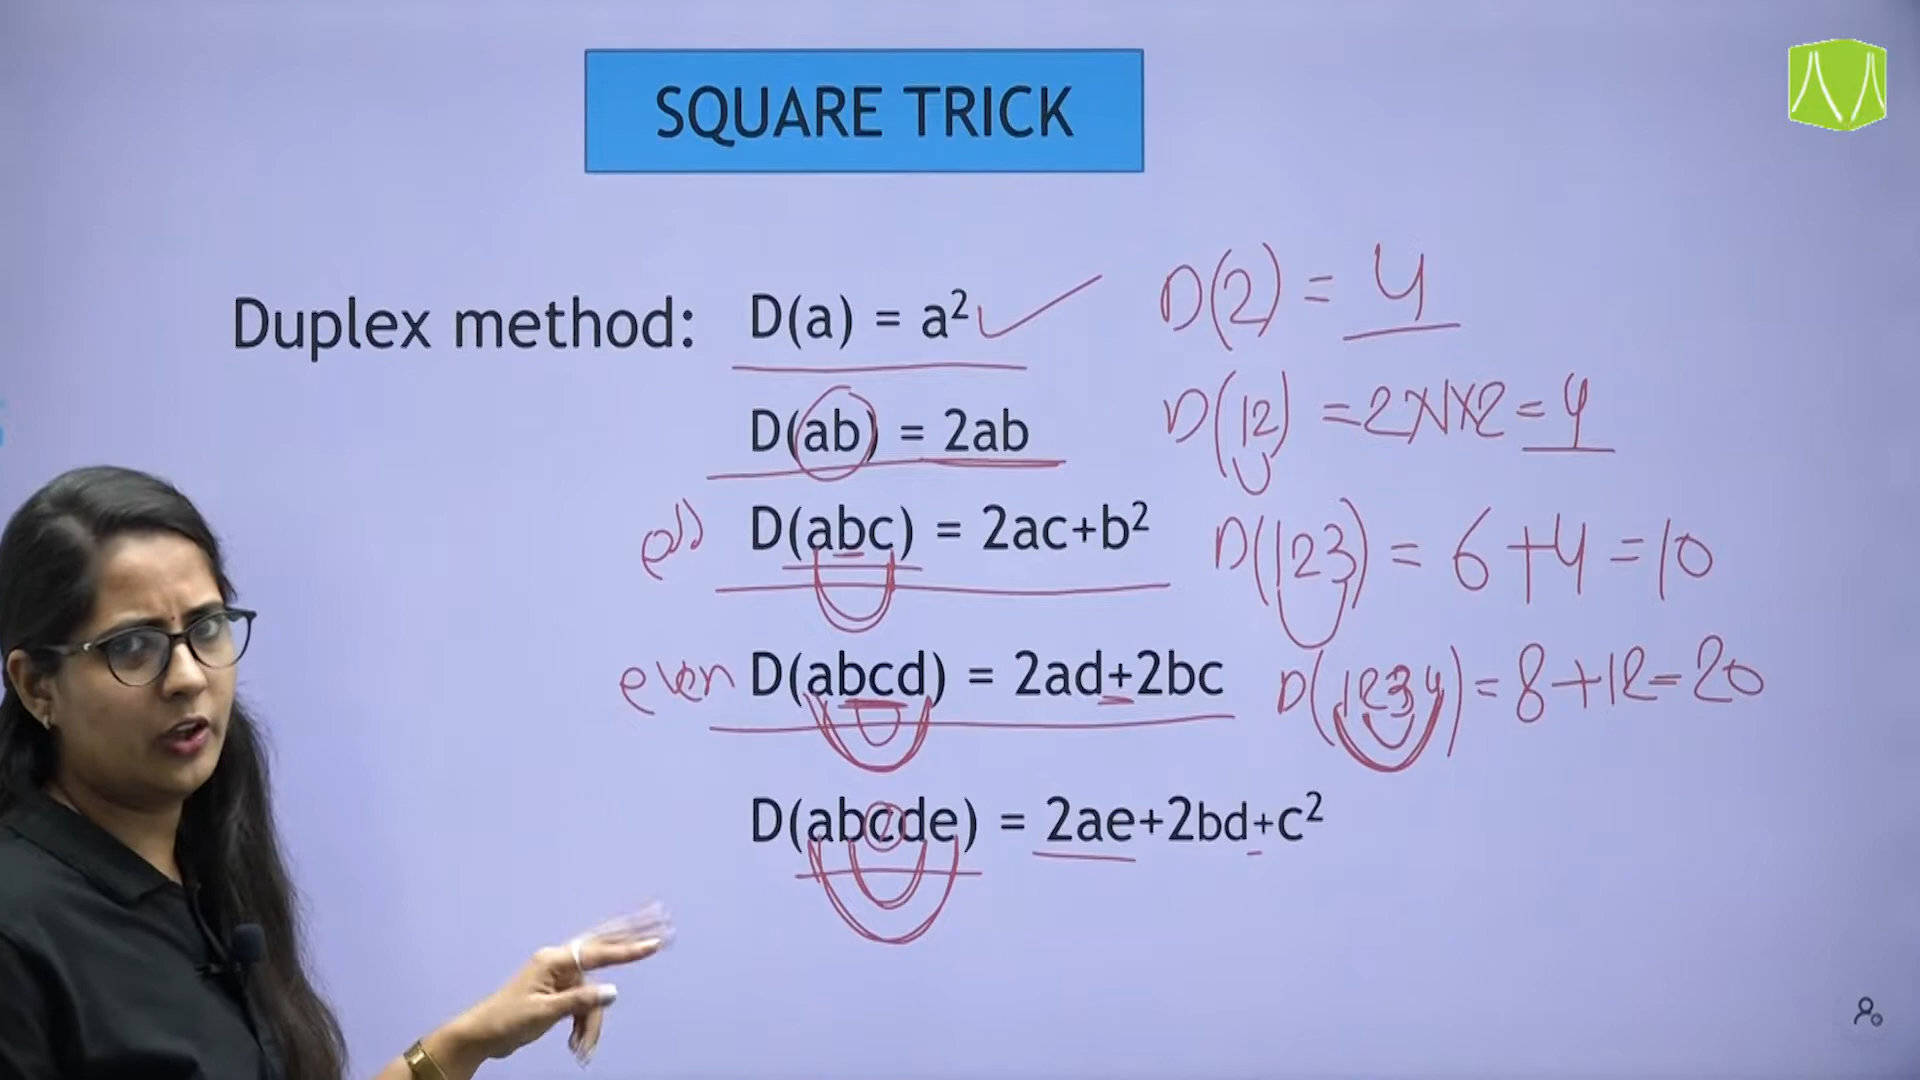 SQUARE TRICK
Duplex method: D(a) = a² D(2) = 4
D(ab) = 2ab D(12) = 2×1×2 = 4
odd D(abc) = 2ac+b² D(123) = 6+4 = 10
even D(abcd) = 2ad+2bc D(1234) = 8+12 = 20
D(abcde) = 2ae+2bd+c²